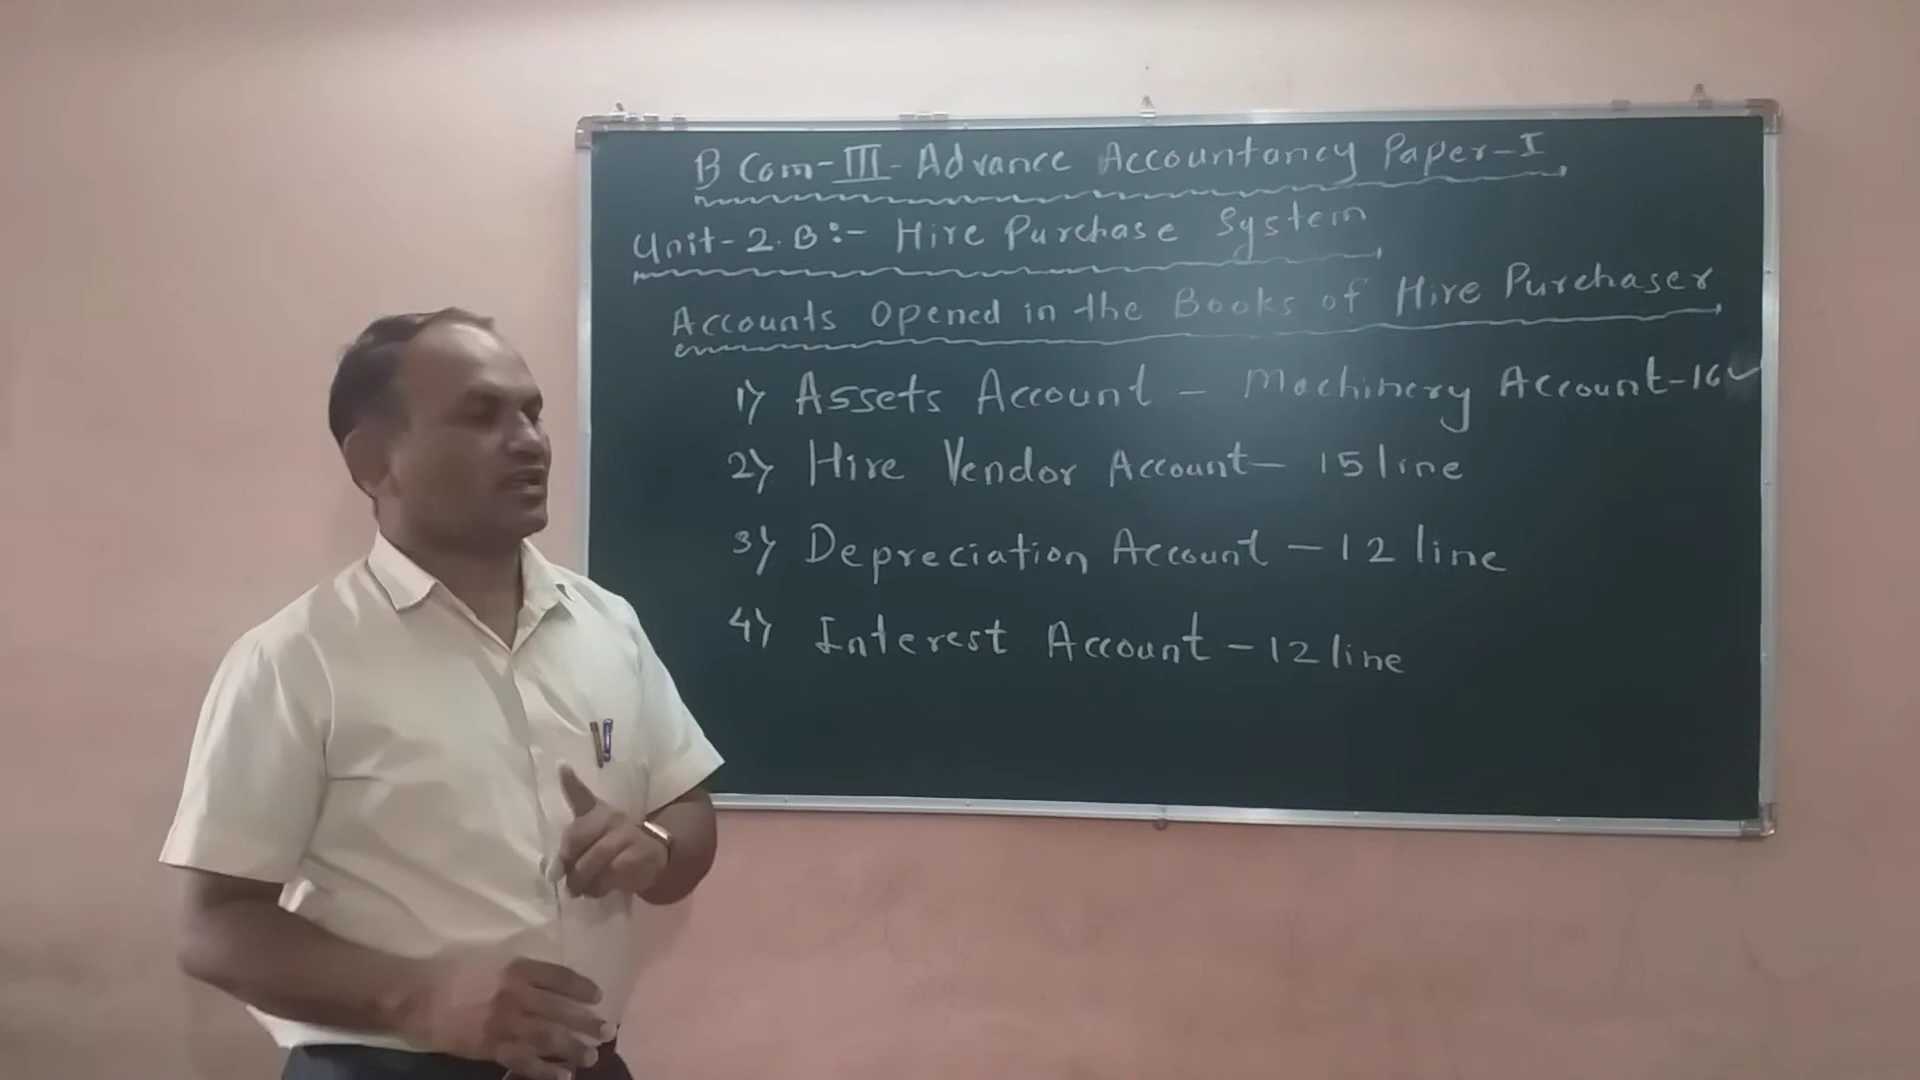 B Com-III- Advance Accountancy Paper-I
Unit-2.B:- Hire Purchase System
Accounts Opened in the Books of Hire Purchaser
1) Assets Account - Machinery Account-16
2) Hire Vendor Account- 15 line
3) Depreciation Account - 12 line
4) Interest Account - 12 line